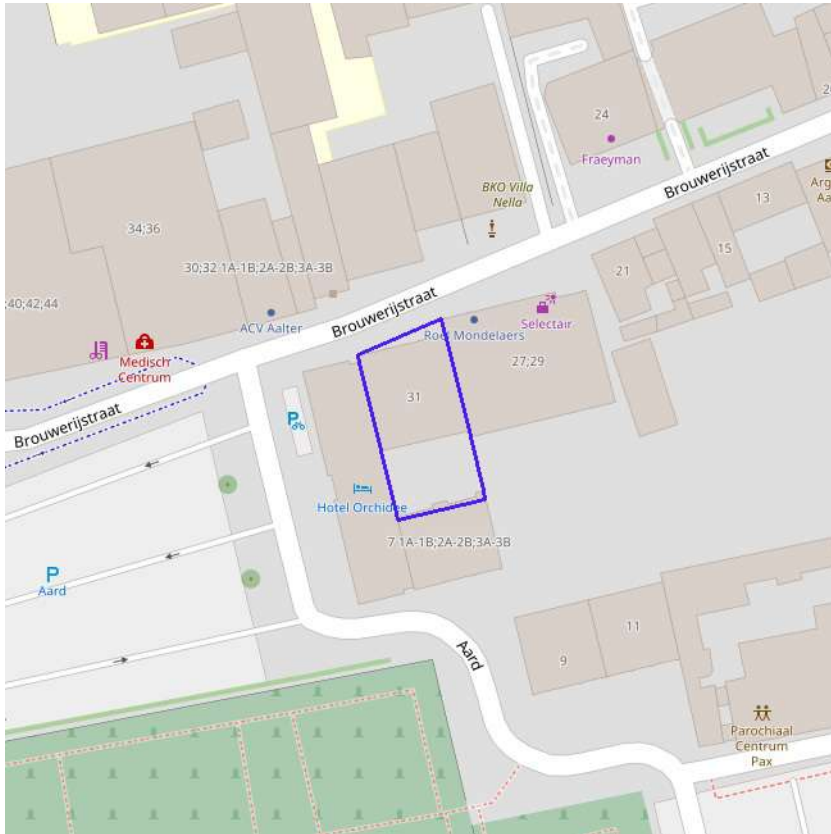 24
Fraeyman
Brouwerijstraat
BKO Villa
Nella
13
34;36
15
30;32 1A-1B;2A-2B;3A-3B
21
;40;42,44
Brouwerijstraat
ACV Aalter
Roel Mondelaers
Selectair
Medisch
Centrum
27;29
31
Brouwerijstraat
P
Hotel Orchidee
7 1A-1B;2A-2B;3A-3B
P
Aard
11
9
Aard
Parochiaal
Centrum
Pax